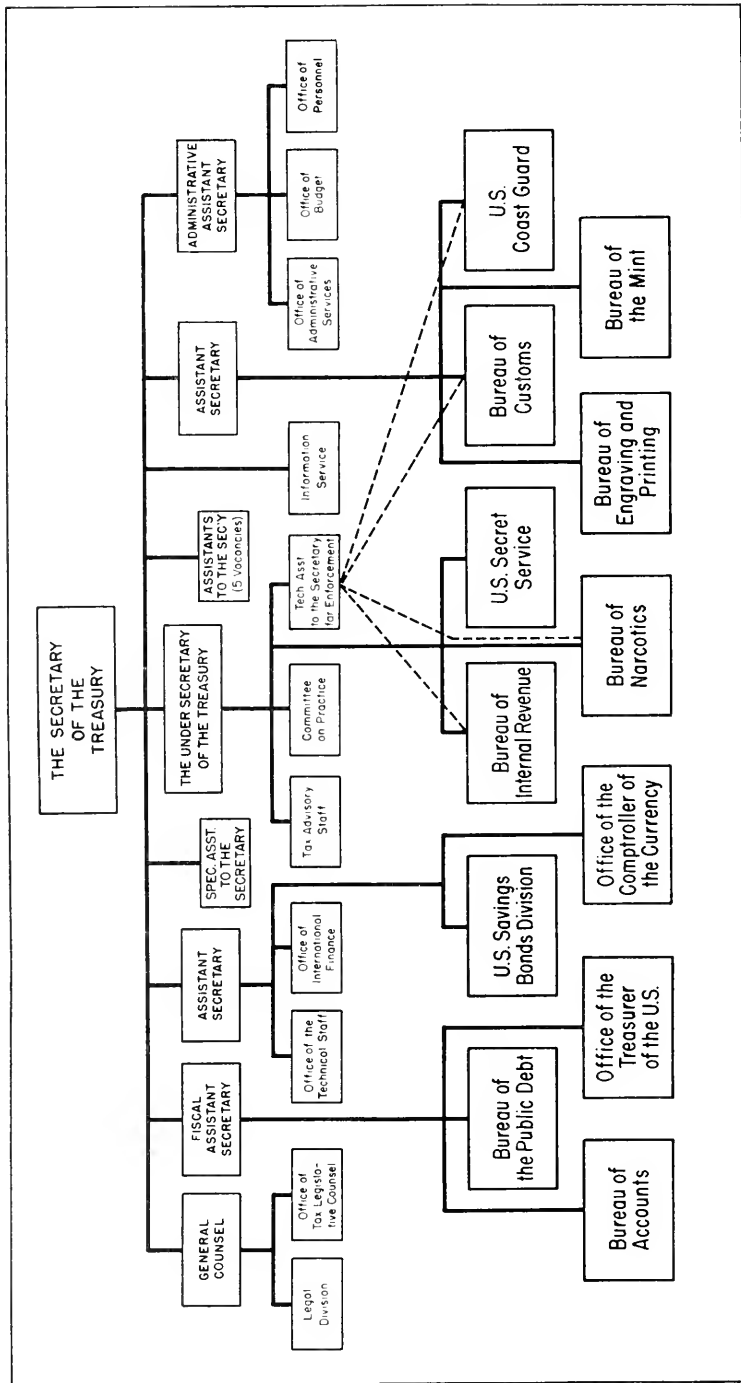 THE SECRETARY
OF THE
TREASURY
GENERAL
COUNSEL
FISCAL
ASSISTANT
SECRETARY
ASSISTANT
SECRETARY
SPEC. ASST.
TO THE
SECRETARY
THE UNDER SECRETARY
OF THE TREASURY
ASSISTANTS
TO THE SEC'Y
(5 Vacancies)
ASSISTANT
SECRETARY
ADMINISTRATIVE
ASSISTANT
SECRETARY
Legal
Division
Office of
Tax Legisla-
tive Counsel
Office of the
Technical Staff
Office of
International
Finance
Tax Advisory
Staff
Committee
on Practice
Tech Asst
to the Secretary
for Enforcement
Information
Service
Office of
Administrative
Services
Office of
Budget
Office of
Personnel
Bureau of
the Public Debt
U.S. Savings
Bonds Division
Bureau of
Internal Revenue
U.S. Secret
Service
Bureau of
Customs
U.S.
Coast Guard
Bureau of
Accounts
Office of the
Treasurer
of the U.S.
Office of the
Comptroller of
the Currency
Bureau of
Narcotics
Bureau of
Engraving and
Printing
Bureau of
the Mint